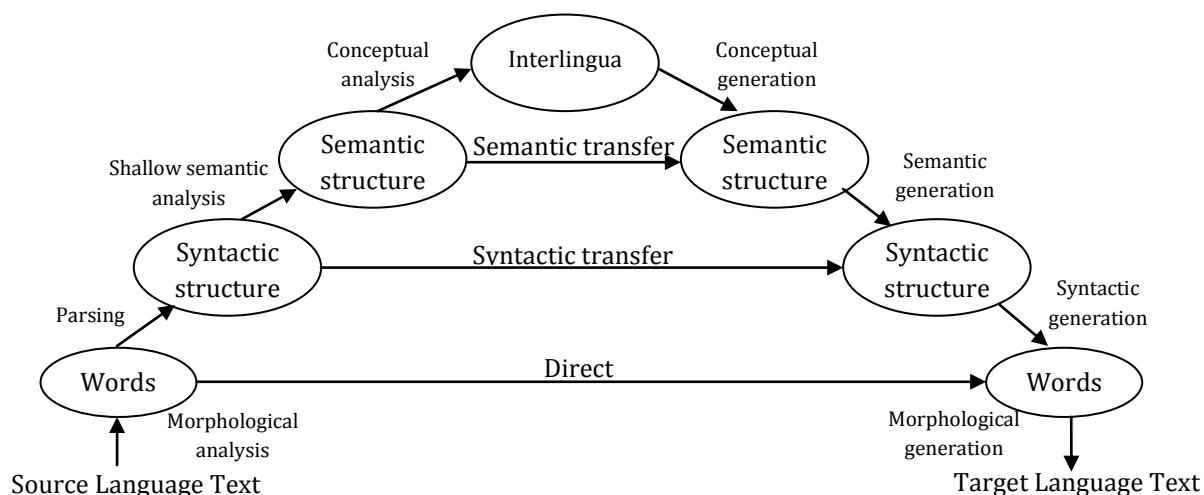 Conceptual
analysis
Interlingua
Conceptual
generation
Shallow semantic
analysis
Semantic
structure
Semantic transfer
Semantic
structure
Semantic
generation
Parsing
Syntactic
structure
Syntactic transfer
Syntactic
structure
Syntactic
generation
Words
Direct
Words
Morphological
analysis
Morphological
generation
Source Language Text
Target Language Text